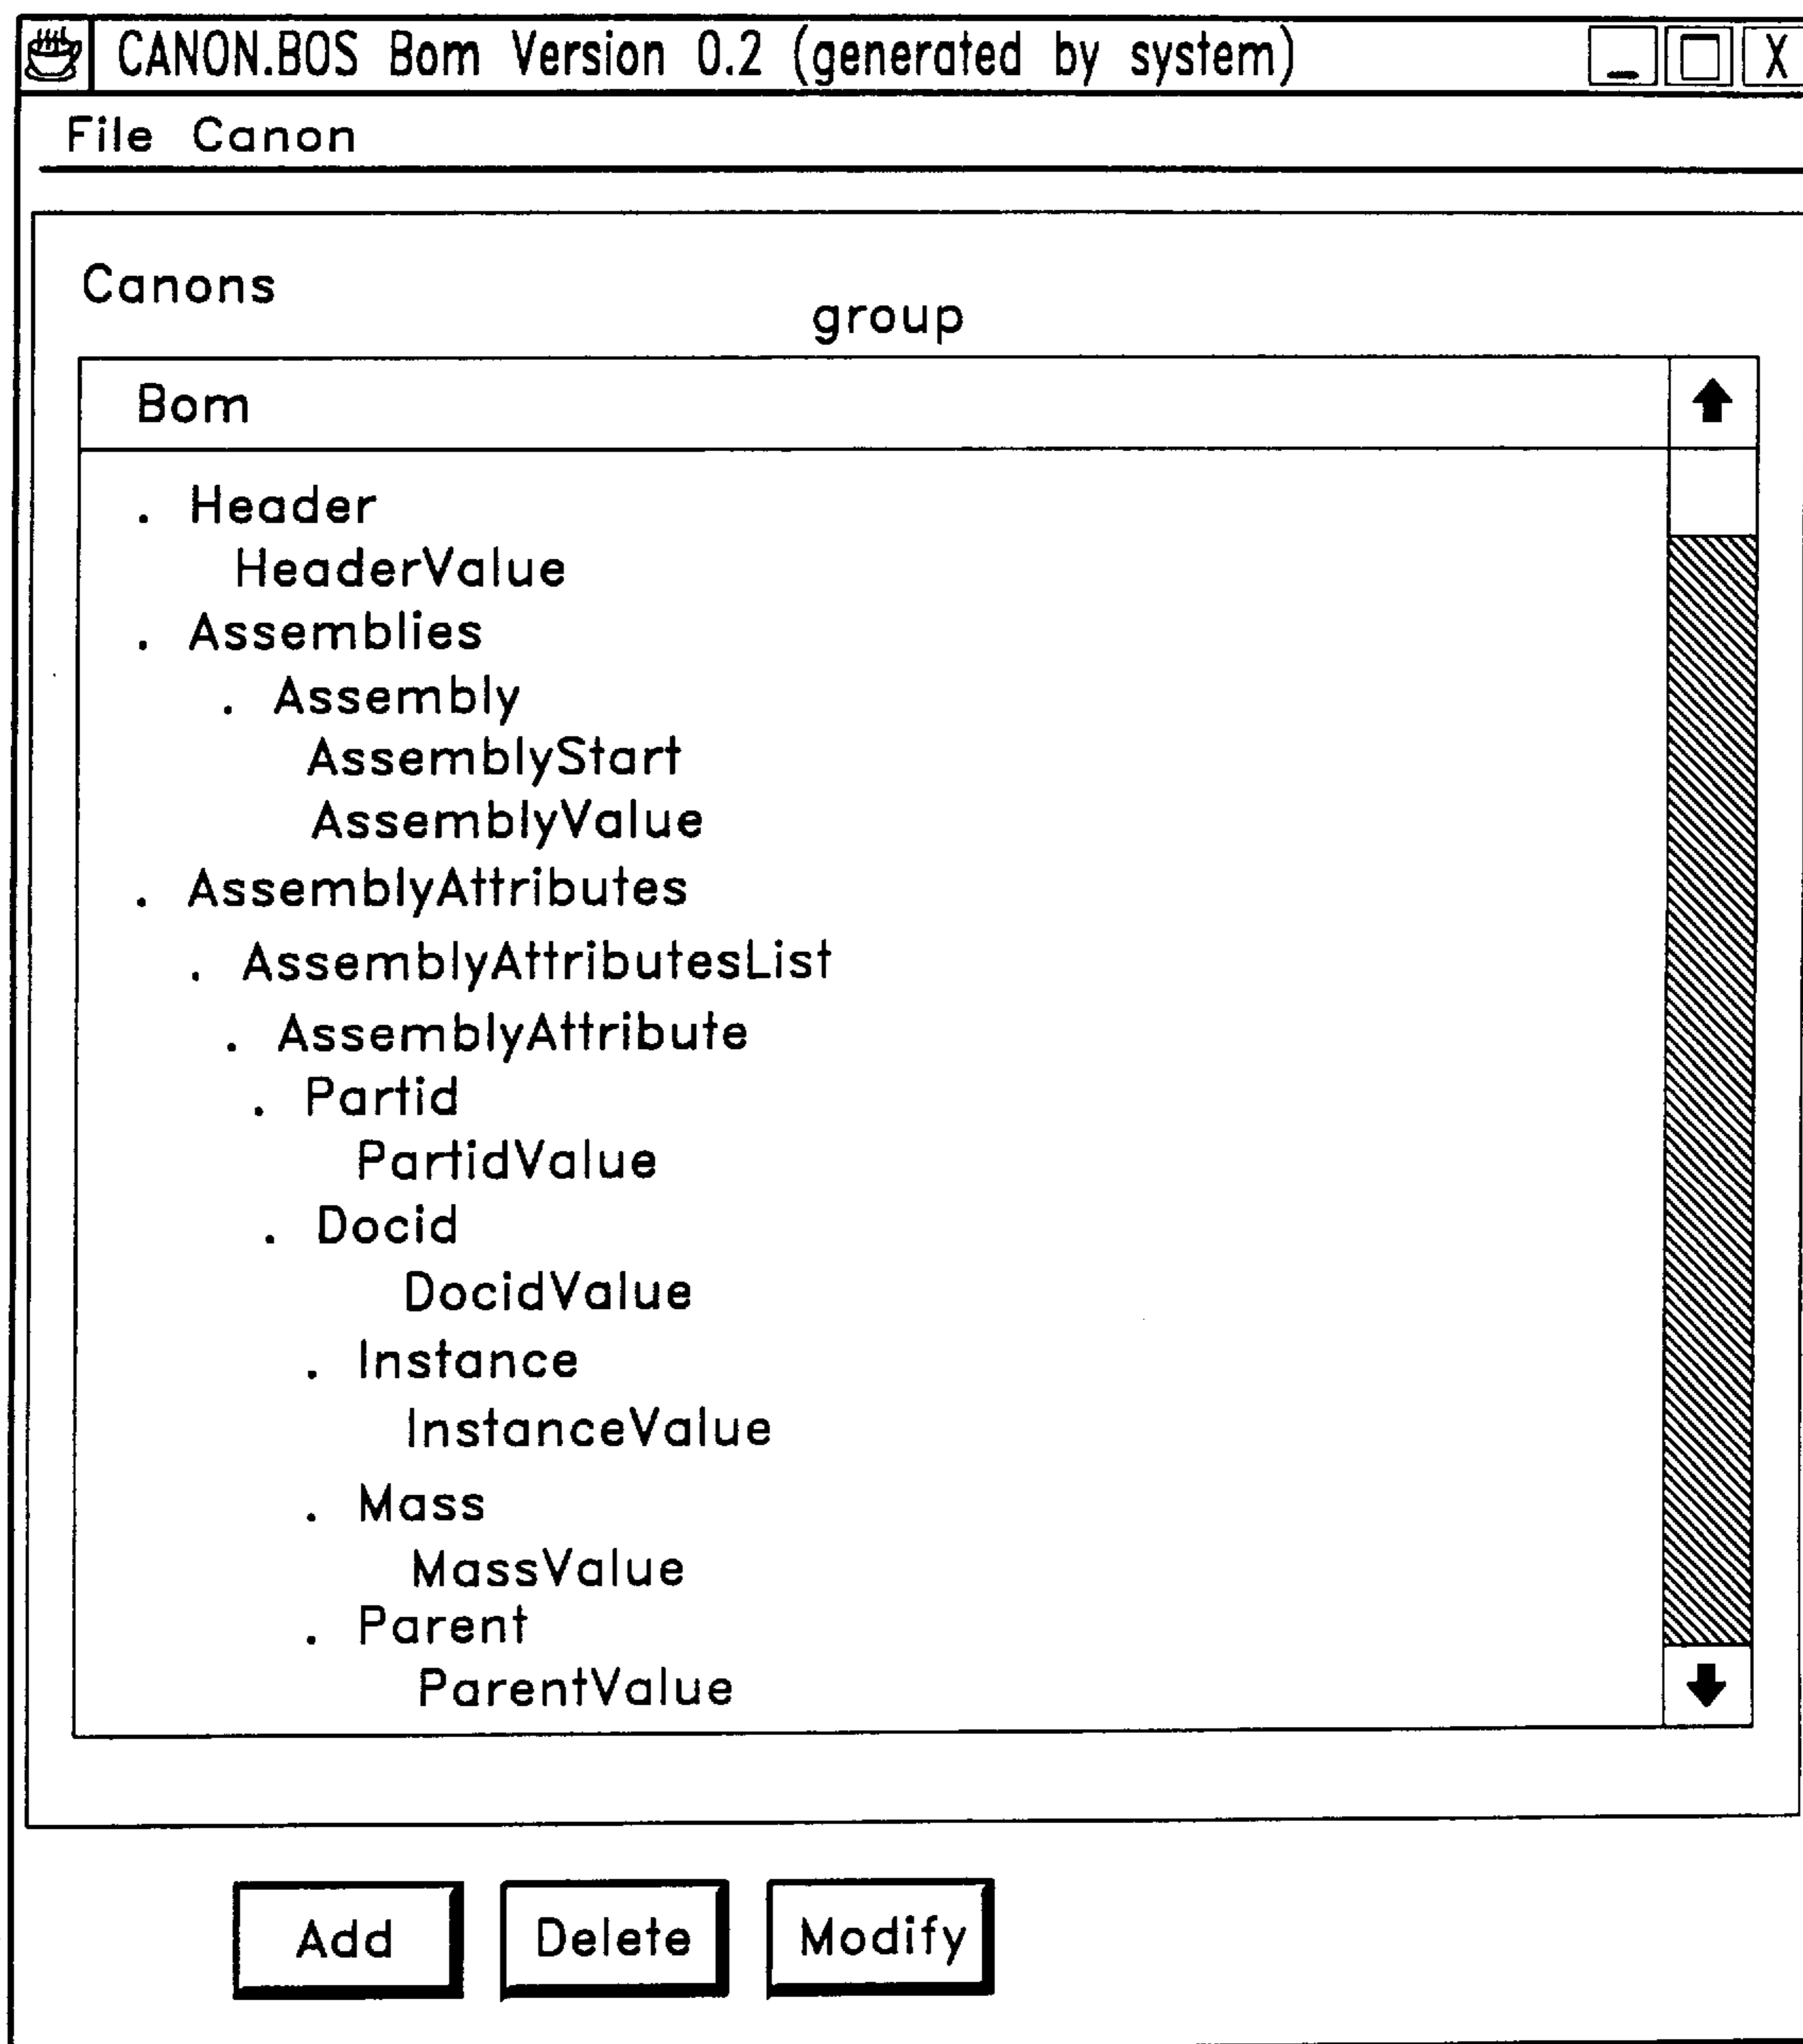 CANON.BOS Bom Version 0.2 (generated by system)
File Canon
Canons
group
Bom
. Header
HeaderValue
. Assemblies
. Assembly
AssemblyStart
AssemblyValue
. AssemblyAttributes
. AssemblyAttributesList
. AssemblyAttribute
. Partid
PartidValue
. Docid
DocidValue
. Instance
InstanceValue
. Mass
MassValue
. Parent
ParentValue
Add Delete Modify